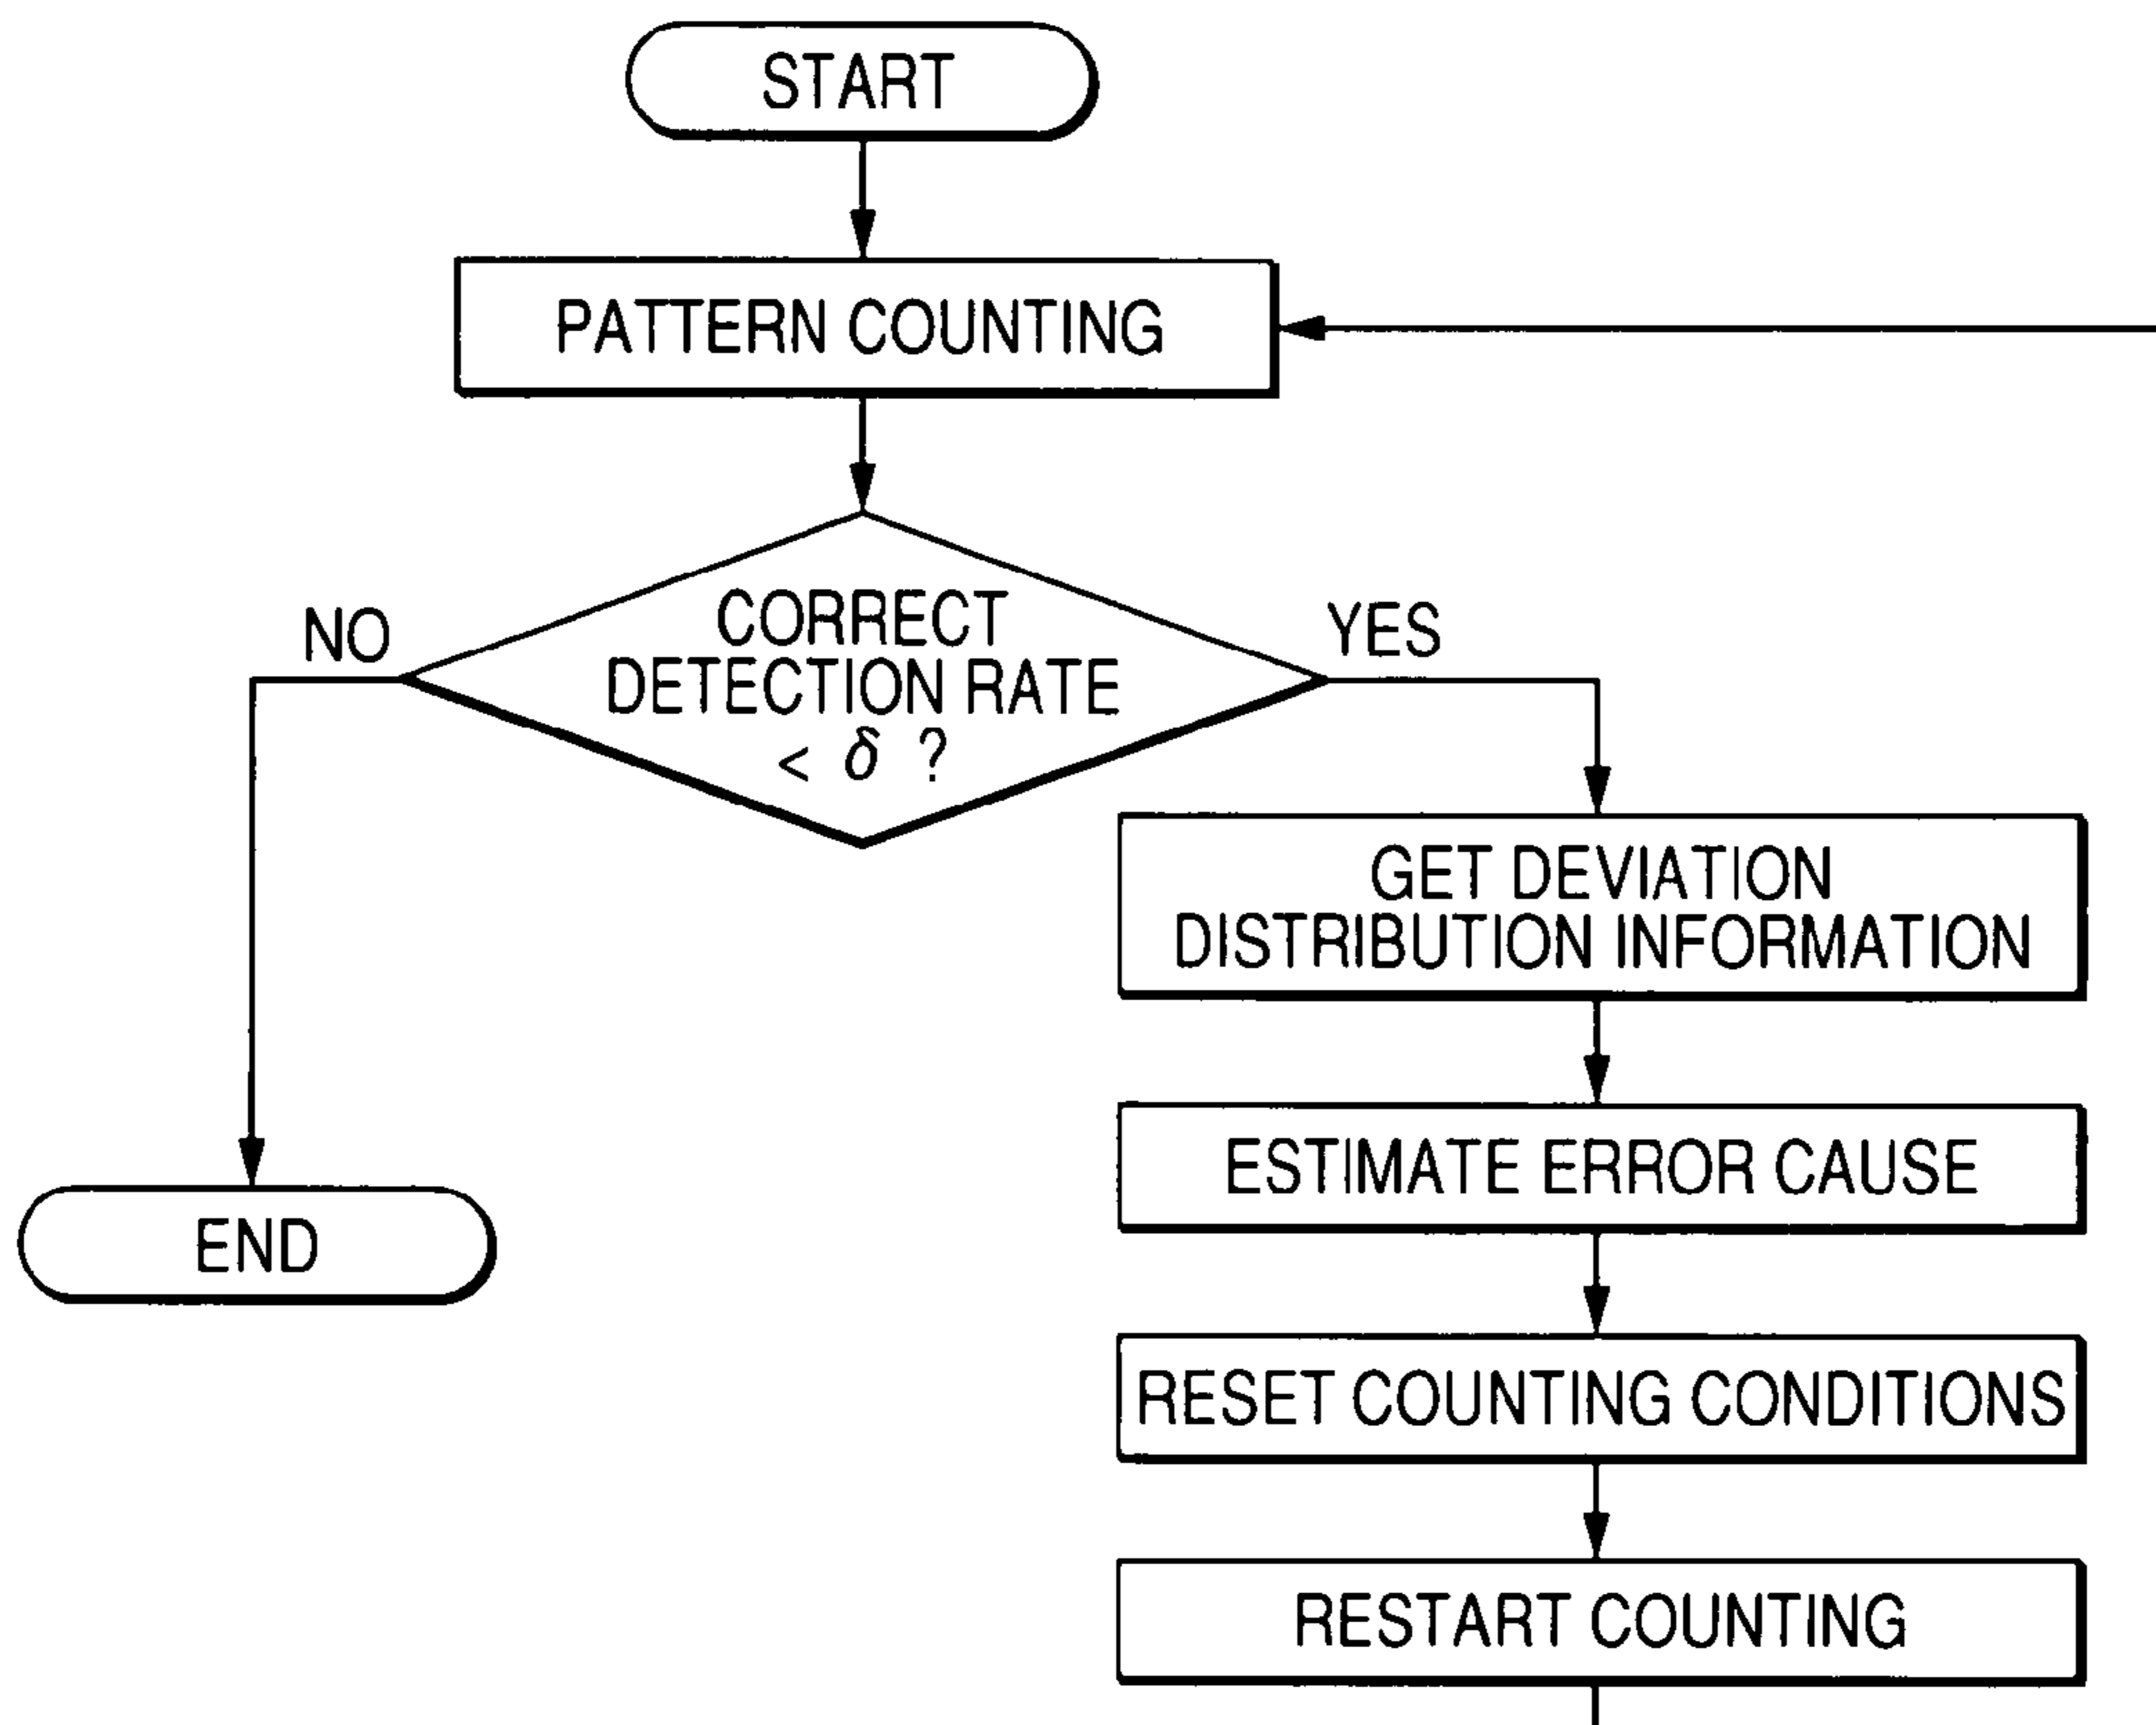 START
PATTERN COUNTING
NO
CORRECT
DETECTION RATE
< δ ?
YES
GET DEVIATION
DISTRIBUTION INFORMATION
ESTIMATE ERROR CAUSE
END
RESET COUNTING CONDITIONS
RESTART COUNTING